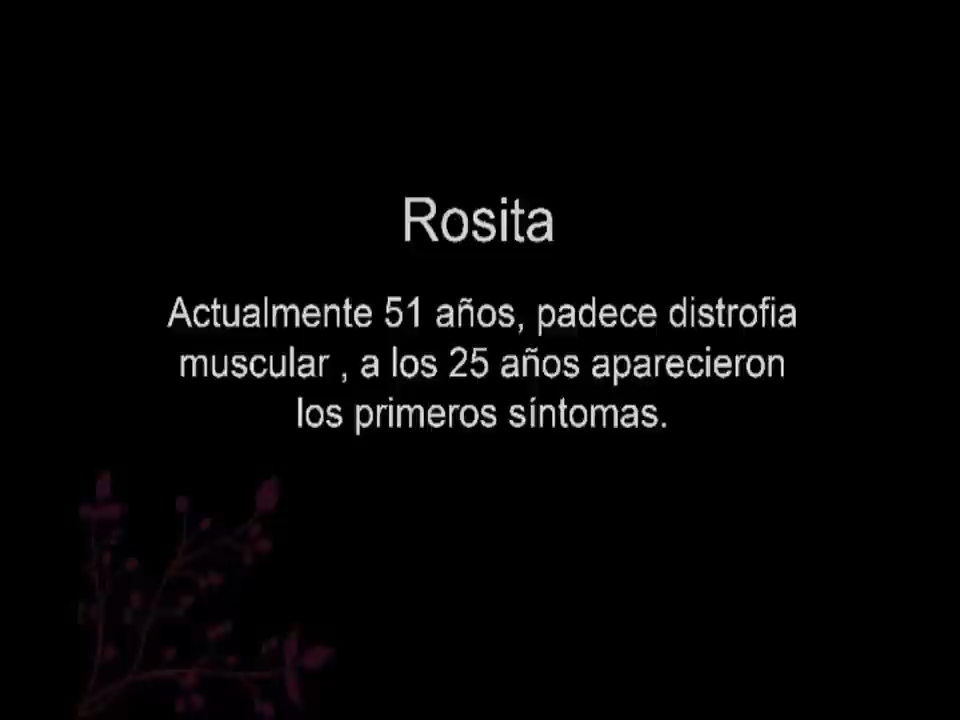 Rosita
Actualmente 51 años, padece distrofia
muscular , a los 25 años aparecieron
los primeros síntomas.